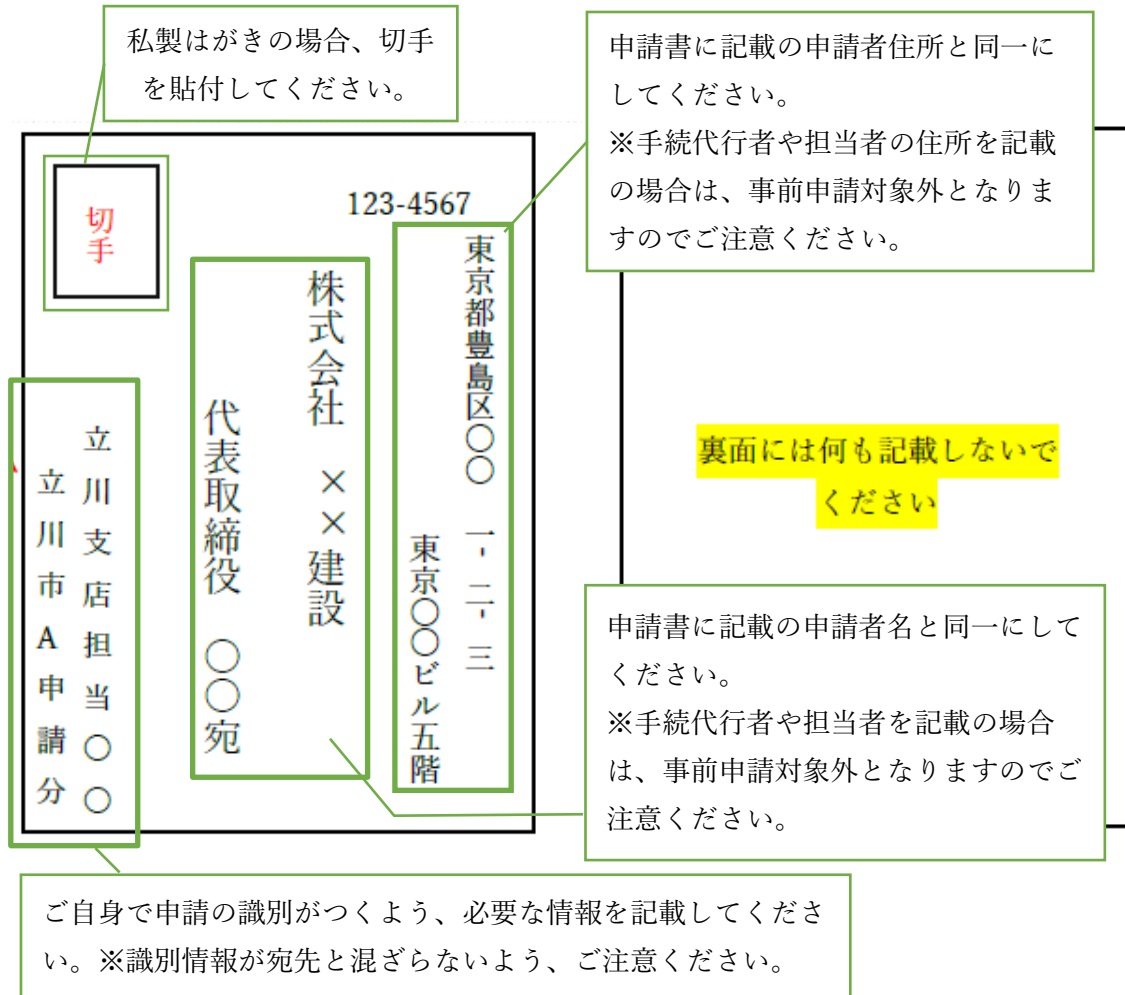 私製はがきの場合、切手
を貼付してください。
申請書に記載の申請者住所と同一に
してください。
※手続代行者や担当者の住所を記載
の場合は、事前申請対象外となりま
すのでご注意ください。
切手
123-4567
東京都豊島区〇〇　一-二-三
東京〇〇ビル五階
株式会社　××建設
代表取締役　〇〇宛
立川支店担当〇〇
立川市A申請分
裏面には何も記載しないで
ください
申請書に記載の申請者名と同一にして
ください。
※手続代行者や担当者を記載の場合
は、事前申請対象外となりますのでご
注意ください。
ご自身で申請の識別がつくよう、必要な情報を記載してくださ
い。※識別情報が宛先と混ざらないよう、ご注意ください。